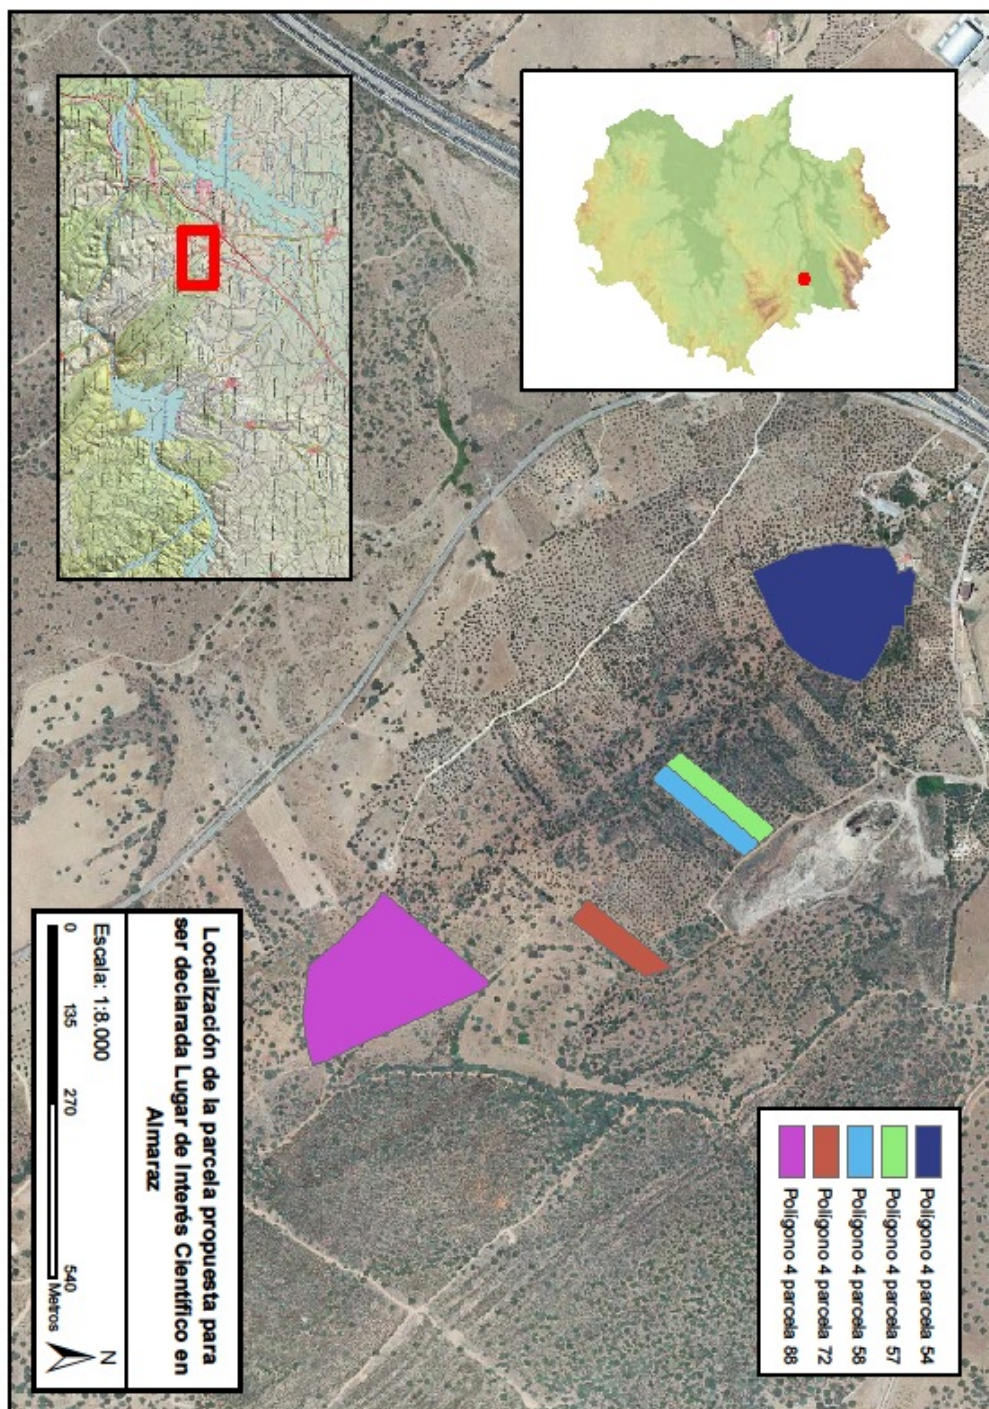 Polígono 4 parcela 54
Polígono 4 parcela 57
Polígono 4 parcela 58
Polígono 4 parcela 72
Polígono 4 parcela 88
Localización de la parcela propuesta para
ser declarada Lugar de Interés Científico en
Almaraz
Escala: 1:8.000
0 135 270 540
Metros
N